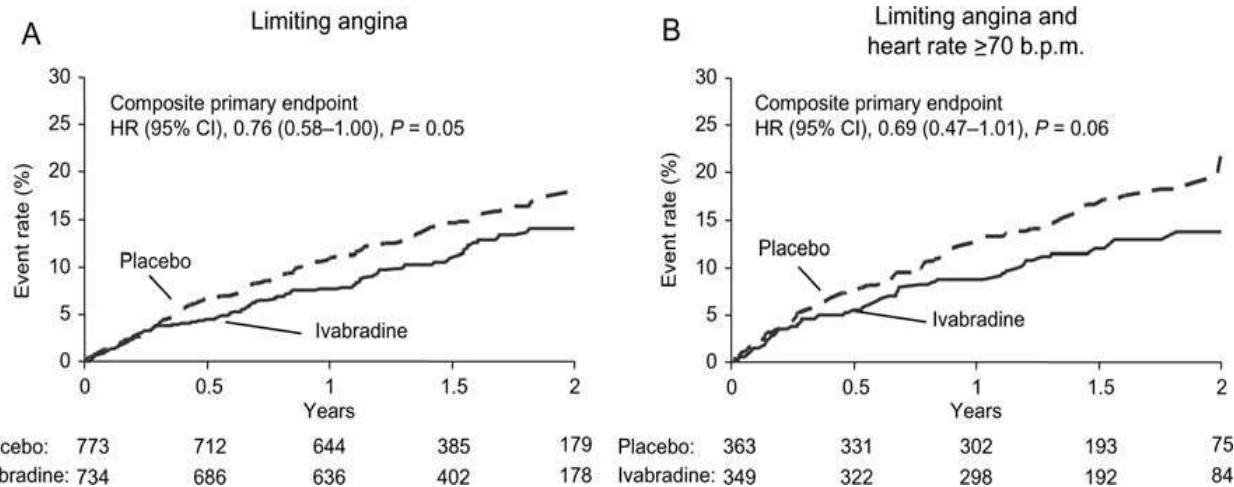 A
Limiting angina
30
25
20
15
10
5
0
Event rate (%)
Composite primary endpoint
HR (95% CI), 0.76 (0.58–1.00), P = 0.05
Placebo
Ivabradine
0 0.5 1 1.5 2
Years
cebo: 773 712 644 385 179
abradine: 734 686 636 402 178
B
Limiting angina and
heart rate ≥70 b.p.m.
30
25
20
15
10
5
0
Event rate (%)
Composite primary endpoint
HR (95% CI), 0.69 (0.47–1.01), P = 0.06
Placebo
Ivabradine
0 0.5 1 1.5 2
Years
Placebo: 363 331 302 193 75
Ivabradine: 349 322 298 192 84